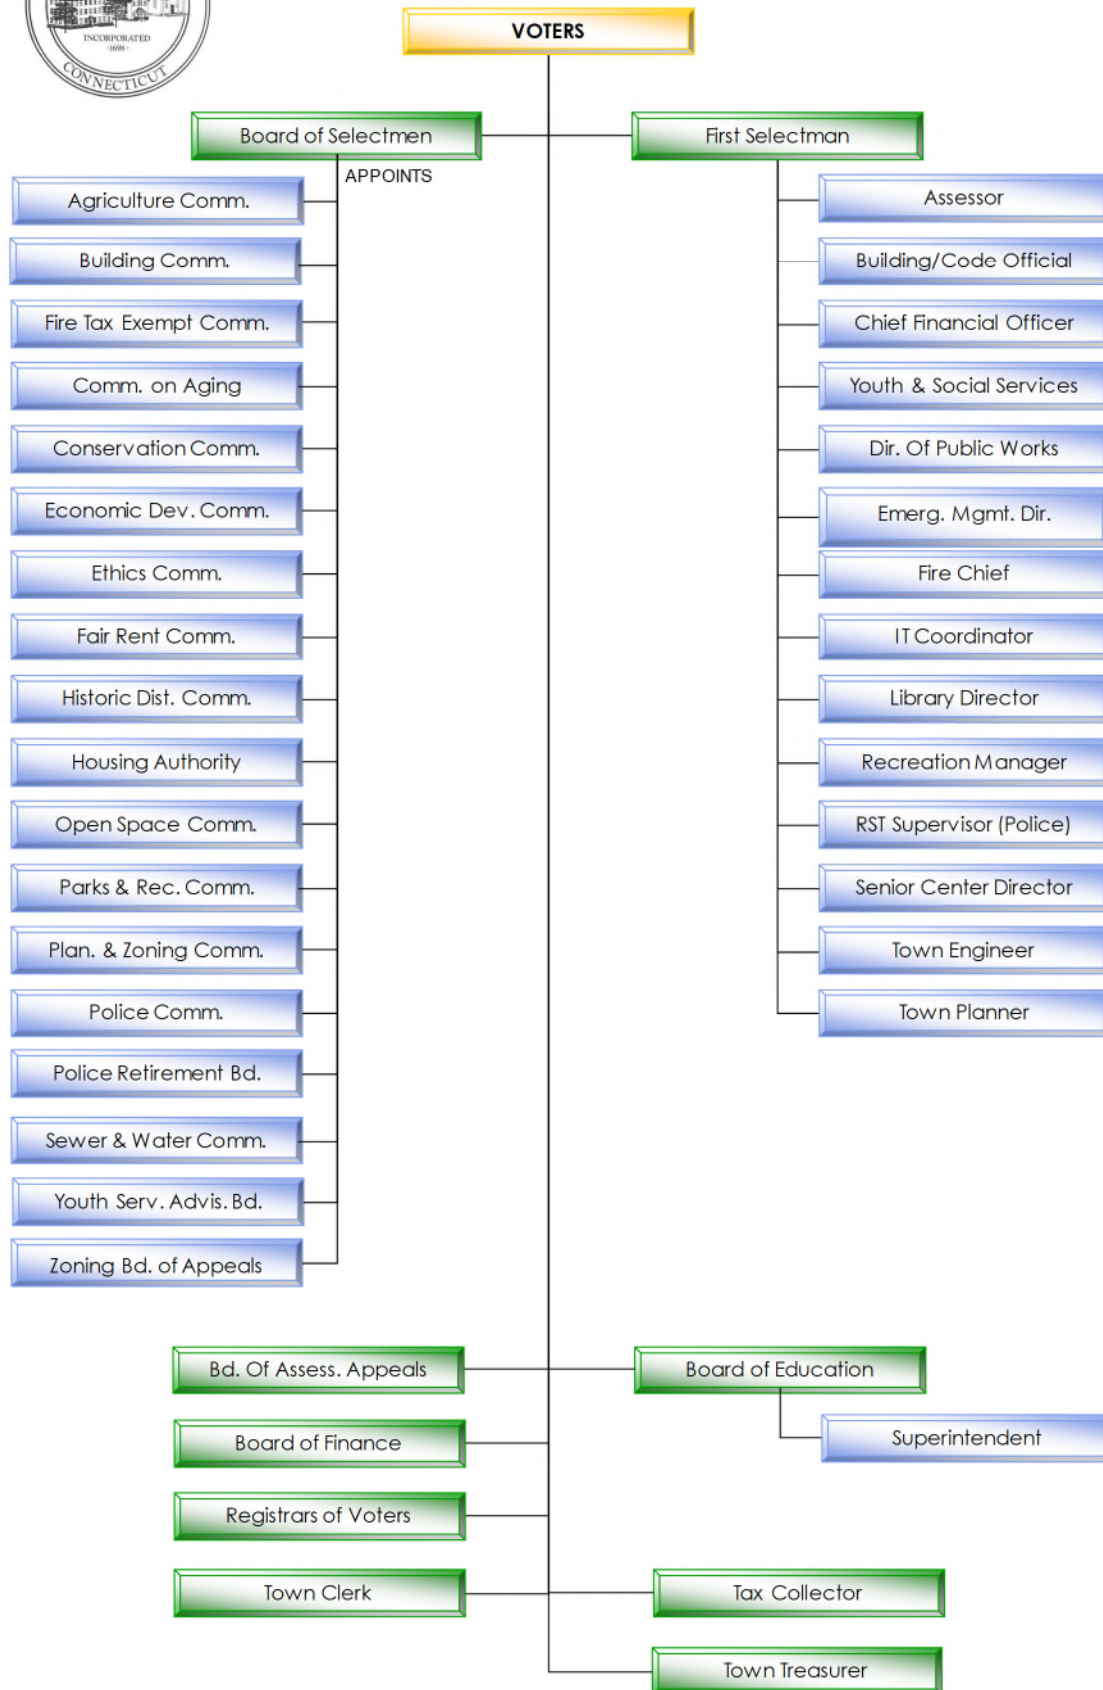 INCORPORATED
-1698-
CONNECTICUT
VOTERS
Board of Selectmen
First Selectman
APPOINTS
Agriculture Comm.
Building Comm.
Fire Tax Exempt Comm.
Comm. on Aging
Conservation Comm.
Economic Dev. Comm.
Ethics Comm.
Fair Rent Comm.
Historic Dist. Comm.
Housing Authority
Open Space Comm.
Parks & Rec. Comm.
Plan. & Zoning Comm.
Police Comm.
Police Retirement Bd.
Sewer & Water Comm.
Youth Serv. Advis. Bd.
Zoning Bd. of Appeals
Assessor
Building/Code Official
Chief Financial Officer
Youth & Social Services
Dir. Of Public Works
Emerg. Mgmt. Dir.
Fire Chief
IT Coordinator
Library Director
Recreation Manager
RST Supervisor (Police)
Senior Center Director
Town Engineer
Town Planner
Bd. Of Assess. Appeals
Board of Education
Superintendent
Board of Finance
Registrars of Voters
Town Clerk
Tax Collector
Town Treasurer